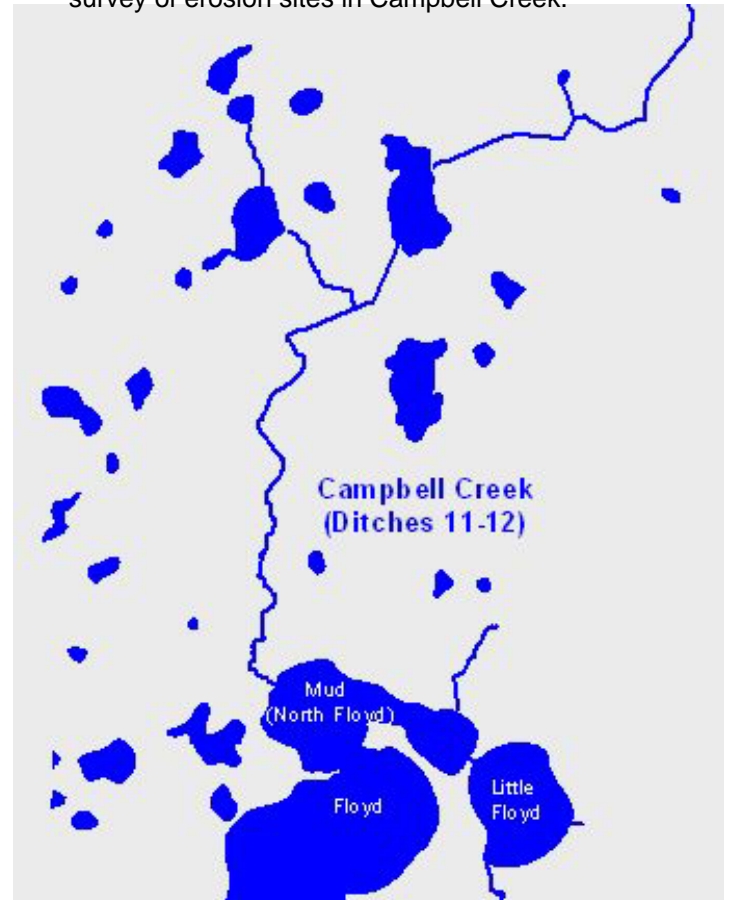 survey of erosion sites in Campbell Creek.
Campbell Creek
(Ditches 11-12)
Mud
(North Floyd)
Floyd
Little
Floyd